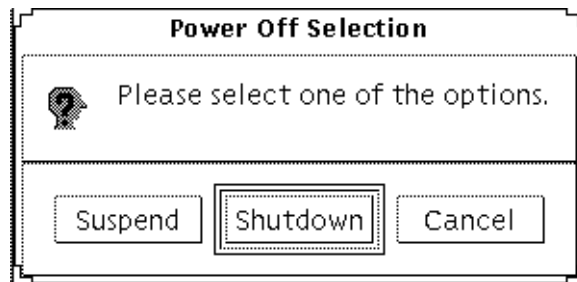 Power Off Selection
Please select one of the options.
Suspend Shutdown Cancel